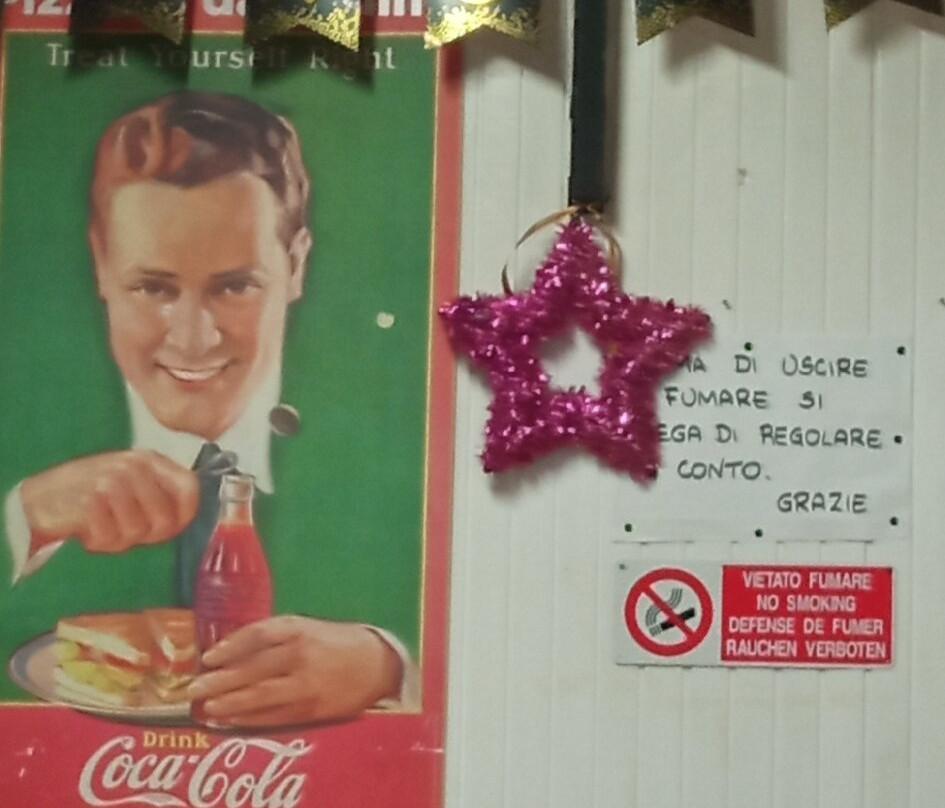 Treat Yourself Right
Drink
Coca-Cola
DI USCIRE
FUMARE SI
DI REGOLARE
CONTO.
GRAZIE
VIETATO FUMARE
NO SMOKING
DEFENSE DE FUMER
RAUCHEN VERBOTEN